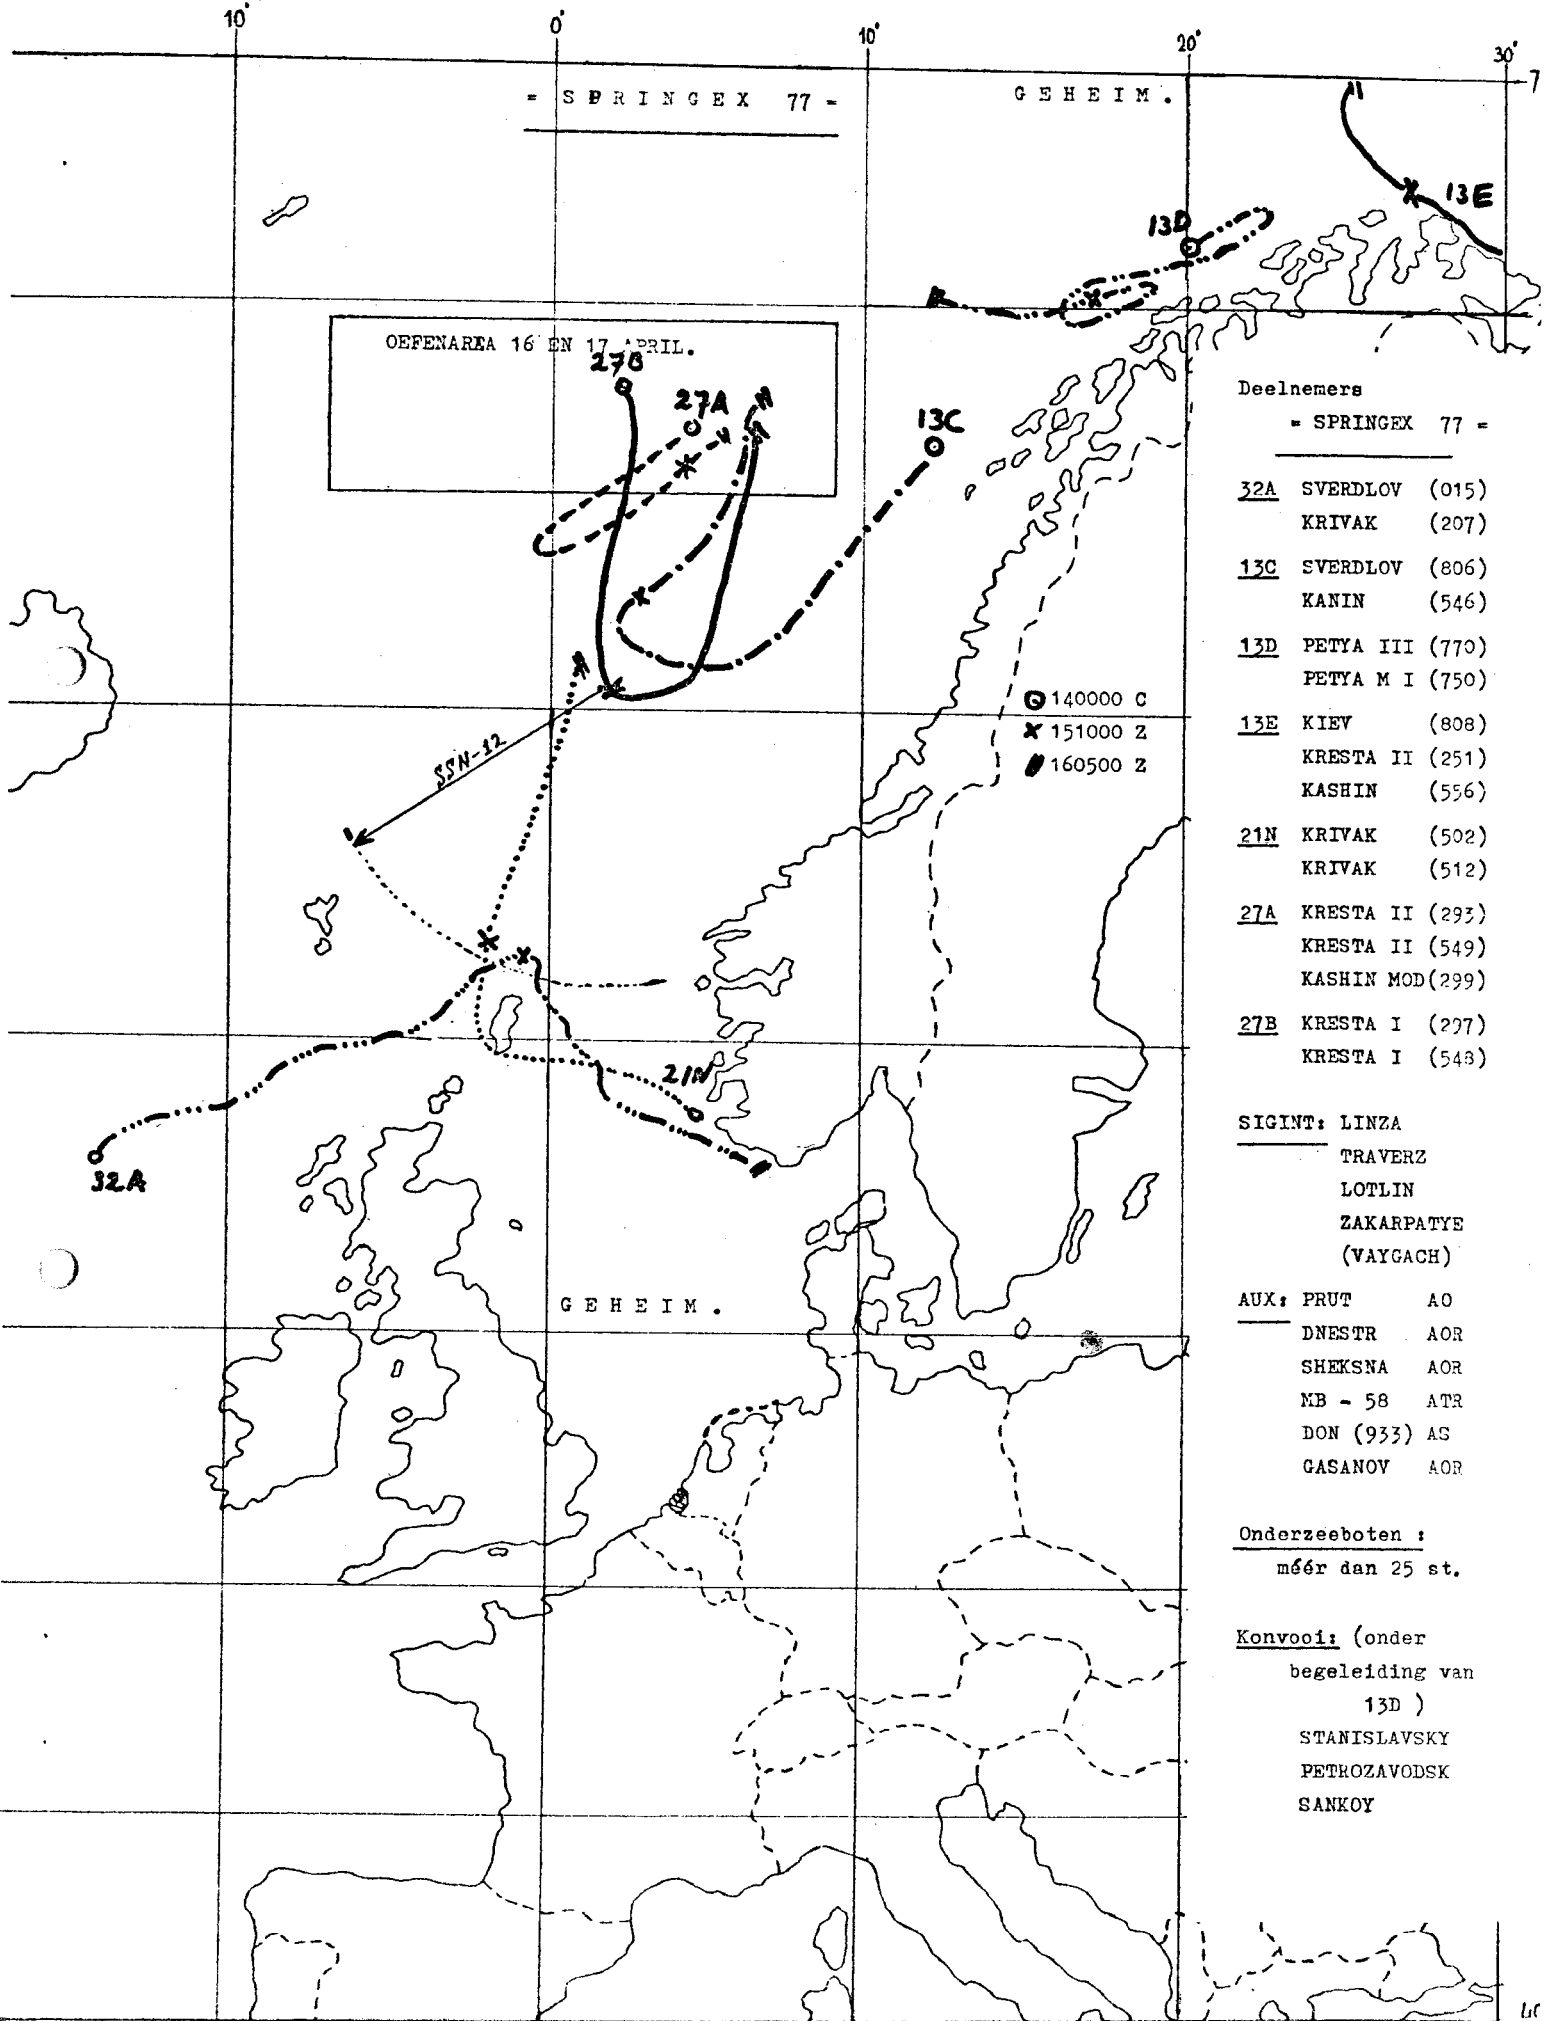 10°
0°
10°
20°
30°
7
= SPRINGEX 77 =
GEHEIM.
13E
13D
OEFENAREA 16 EN 17 APRIL.
27B
27A
13C
Deelnemers
= SPRINGEX 77 =
32A SVERDLOV (015)
KRIVAK (207)
13C SVERDLOV (806)
KANIN (546)
13D PETYA III (770)
PETYA M I (750)
13E KIEV (808)
KRESTA II (251)
KASHIN (556)
21N KRIVAK (502)
KRIVAK (512)
27A KRESTA II (293)
KRESTA II (549)
KASHIN MOD (299)
27B KRESTA I (297)
KRESTA I (548)
140000 C
151000 Z
160500 Z
SSN-12
21N
32A
SIGINT: LINZA
TRAVERZ
LOTLIN
ZAKARPATYE
(VAYGACH)
GEHEIM.
AUX: PRUT AO
DNESTR AOR
SHEKSNA AOR
MB - 58 ATR
DON (933) AS
GASANOV AOR
Onderzeeboten :
méér dan 25 st.
Konvooi: (onder
begeleiding van
13D )
STANISLAVSKY
PETROZAVODSK
SANKOY
40